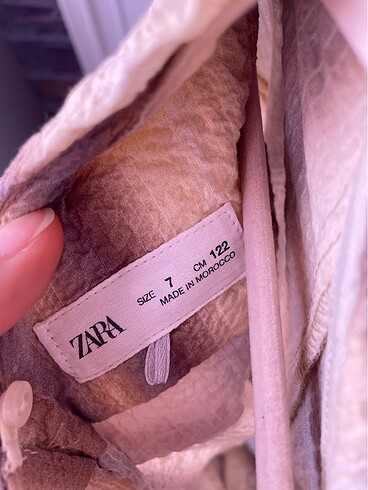 ZARA
SIZE 7 CM 122
MADE IN MOROCCO